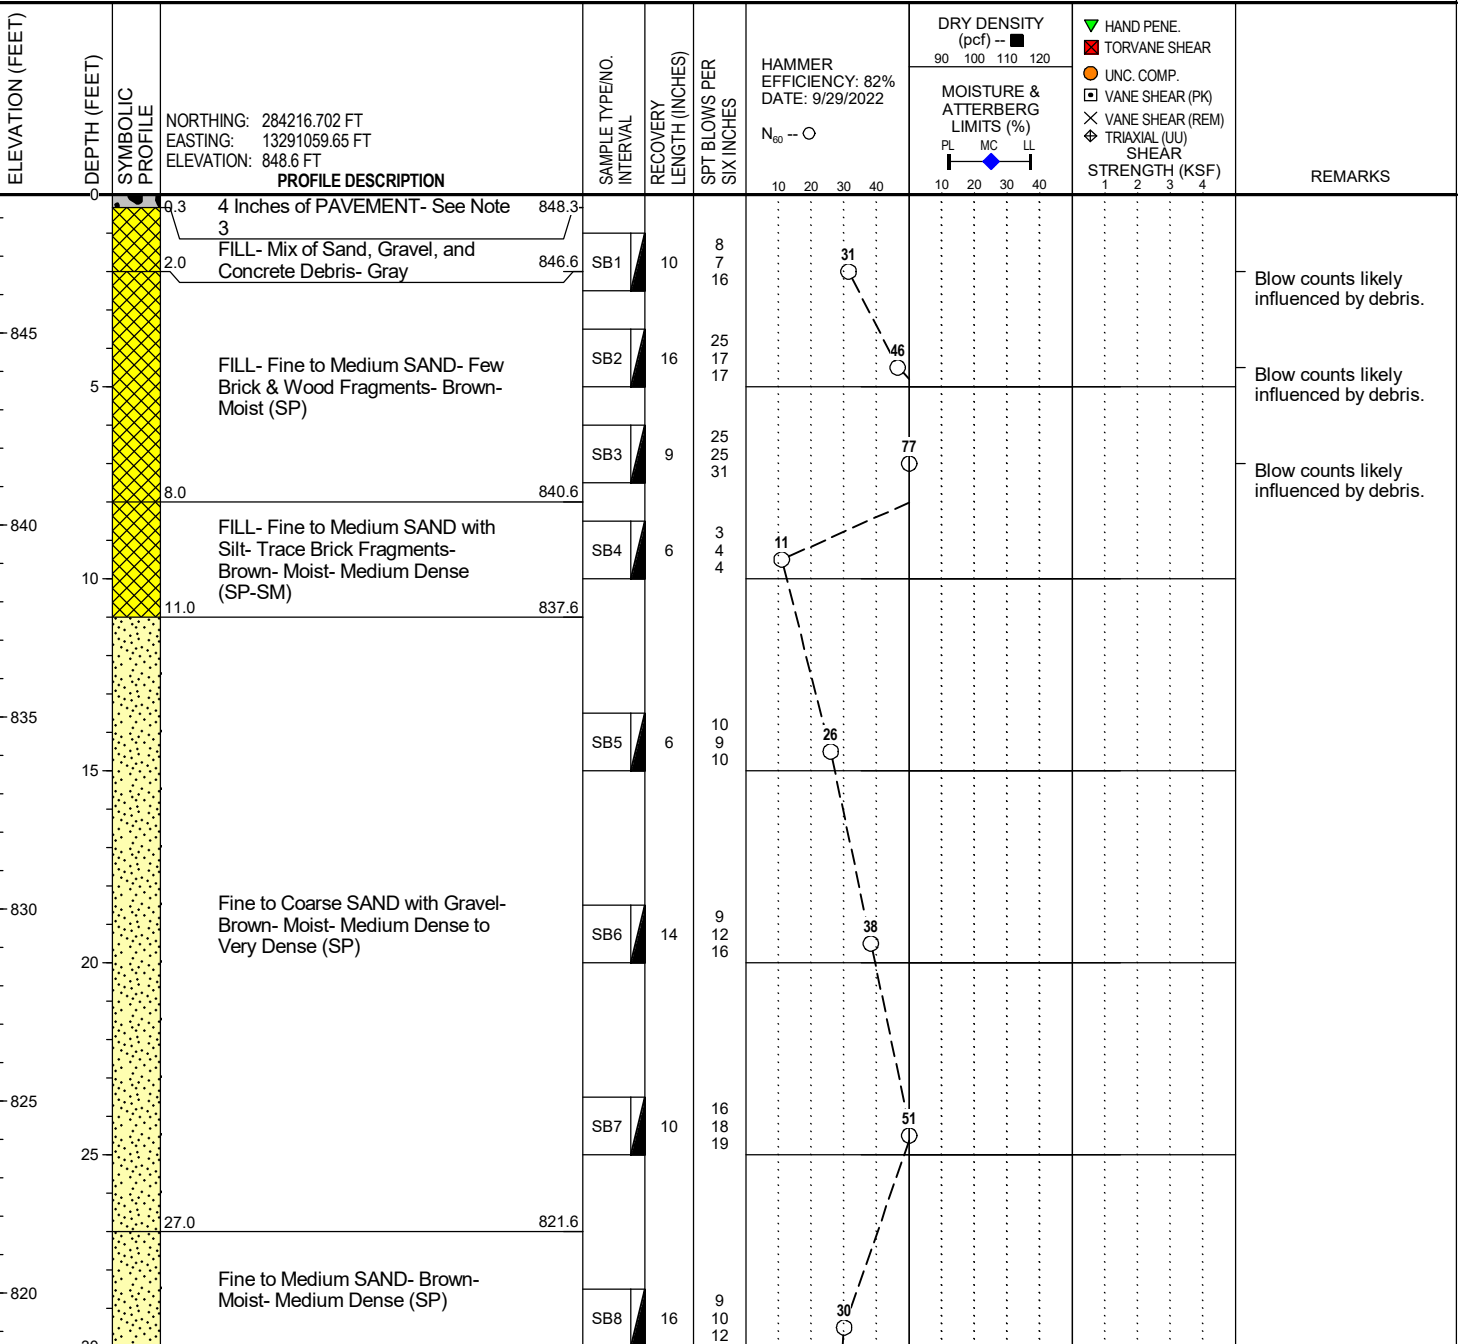 ELEVATION (FEET)
DEPTH (FEET)
SYMBOLIC
PROFILE
NORTHING: 284216.702 FT
EASTING: 13291059.65 FT
ELEVATION: 848.6 FT
PROFILE DESCRIPTION
SAMPLE TYPE/NO.
INTERVAL
RECOVERY
LENGTH (INCHES)
SPT BLOWS PER
SIX INCHES
HAMMER
EFFICIENCY: 82%
DATE: 9/29/2022
N60 --
10 20 30 40
DRY DENSITY
(pcf) --
90 100 110 120
MOISTURE &
ATTERBERG
LIMITS (%)
PL MC LL
10 20 30 40
HAND PENE.
TORVANE SHEAR
UNC. COMP.
VANE SHEAR (PK)
VANE SHEAR (REM)
TRIAXIAL (UU)
SHEAR
STRENGTH (KSF)
1 2 3 4
REMARKS
0
0.3 4 Inches of PAVEMENT- See Note 848.3
3
FILL- Mix of Sand, Gravel, and
2.0 Concrete Debris- Gray 846.6
SB1 10
8
7
16
31
Blow counts likely
influenced by debris.
845
FILL- Fine to Medium SAND- Few
Brick & Wood Fragments- Brown-
Moist (SP)
SB2 16
25
17
17
46
Blow counts likely
influenced by debris.
5
SB3 9
25
25
31
77
Blow counts likely
influenced by debris.
8.0 840.6
840
FILL- Fine to Medium SAND with
Silt- Trace Brick Fragments-
Brown- Moist- Medium Dense
(SP-SM)
SB4 6
3
4
4
11
10
11.0 837.6
835
SB5 6
10
9
10
26
15
830
Fine to Coarse SAND with Gravel-
Brown- Moist- Medium Dense to
Very Dense (SP)
SB6 14
9
12
16
38
20
825
SB7 10
16
18
19
51
25
27.0 821.6
820
Fine to Medium SAND- Brown-
Moist- Medium Dense (SP)
SB8 16
9
10
12
30